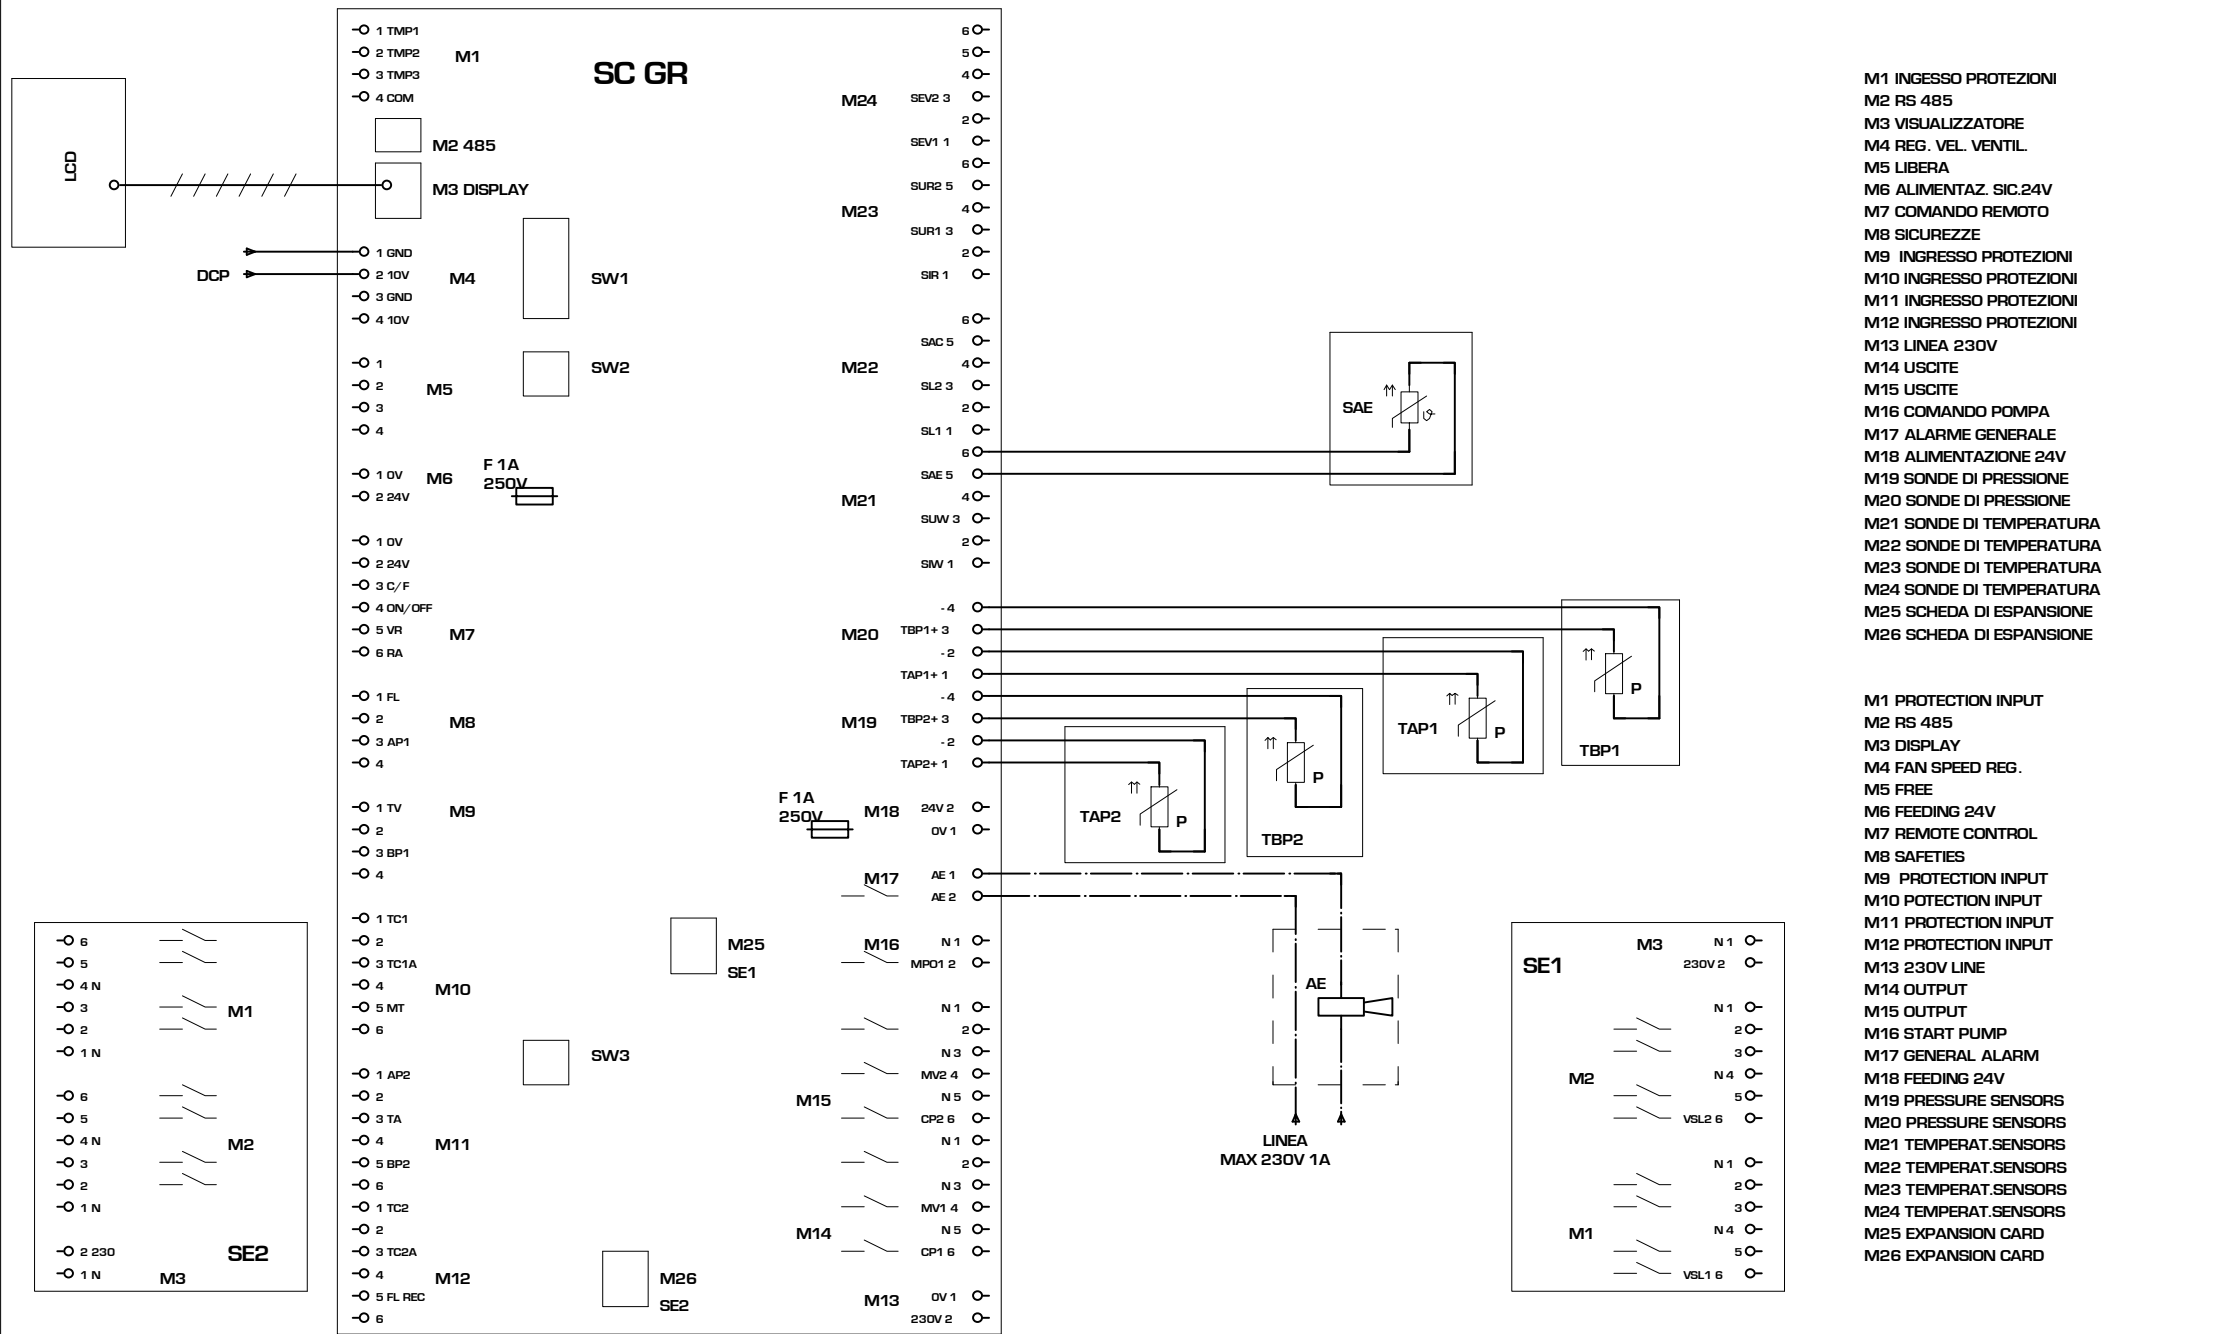 SC GR
1 TMP1
2 TMP2
3 TMP3
4 COM
M1
M2 485
M3 DISPLAY
LCD
DCP
1 GND
2 10V
3 GND
4 10V
M4
SW1
SW2
1
2
3
4
M5
1 0V
2 24V
M6
F 1A
250V
1 0V
2 24V
3 C/F
4 ON/OFF
5 VR
6 RA
M7
1 FL
2
3 AP1
4
M8
1 TV
2
3 BP1
4
M9
1 TC1
2
3 TC1A
4
5 MT
6
M10
1 AP2
2
3 TA
4
5 BP2
6
M11
1 TC2
2
3 TC2A
4
5 FL REC
6
M12
SW3
M25
SE1
M26
SE2
6
5
4
SEV2 3
2
SEV1 1
M24
6
SUR2 5
4
SUR1 3
2
SIR 1
M23
6
SAC 5
4
SL2 3
2
SL1 1
M22
6
SAE 5
4
SUW 3
2
SIW 1
M21
- 4
TBP1+ 3
- 2
TAP1+ 1
M20
- 4
TBP2+ 3
- 2
TAP2+ 1
M19
F 1A
250V
M18
24V 2
0V 1
M17
AE 1
AE 2
M16
N 1
MPO1 2
N 1
2
N 3
MV2 4
N 5
CP2 6
M15
N 1
2
N 3
MV1 4
N 5
CP1 6
M14
M13
0V 1
230V 2
SAE
ϑ
TBP1
P
TAP1
P
TBP2
P
TAP2
P
AE
LINEA
MAX 230V 1A
6
5
4 N
3
2
1 N
M1
6
5
4 N
3
2
1 N
M2
2 230
1 N
M3
SE2
SE1
M3
N 1
230V 2
N 1
2
3
N 4
5
VSL2 6
M2
N 1
2
3
N 4
5
VSL1 6
M1
M1 INGESSO PROTEZIONI
M2 RS 485
M3 VISUALIZZATORE
M4 REG. VEL. VENTIL.
M5 LIBERA
M6 ALIMENTAZ. SIC.24V
M7 COMANDO REMOTO
M8 SICUREZZE
M9 INGRESSO PROTEZIONI
M10 INGRESSO PROTEZIONI
M11 INGRESSO PROTEZIONI
M12 INGRESSO PROTEZIONI
M13 LINEA 230V
M14 USCITE
M15 USCITE
M16 COMANDO POMPA
M17 ALARME GENERALE
M18 ALIMENTAZIONE 24V
M19 SONDE DI PRESSIONE
M20 SONDE DI PRESSIONE
M21 SONDE DI TEMPERATURA
M22 SONDE DI TEMPERATURA
M23 SONDE DI TEMPERATURA
M24 SONDE DI TEMPERATURA
M25 SCHEDA DI ESPANSIONE
M26 SCHEDA DI ESPANSIONE
M1 PROTECTION INPUT
M2 RS 485
M3 DISPLAY
M4 FAN SPEED REG.
M5 FREE
M6 FEEDING 24V
M7 REMOTE CONTROL
M8 SAFETIES
M9 PROTECTION INPUT
M10 POTECTION INPUT
M11 PROTECTION INPUT
M12 PROTECTION INPUT
M13 230V LINE
M14 OUTPUT
M15 OUTPUT
M16 START PUMP
M17 GENERAL ALARM
M18 FEEDING 24V
M19 PRESSURE SENSORS
M20 PRESSURE SENSORS
M21 TEMPERAT.SENSORS
M22 TEMPERAT.SENSORS
M23 TEMPERAT.SENSORS
M24 TEMPERAT.SENSORS
M25 EXPANSION CARD
M26 EXPANSION CARD